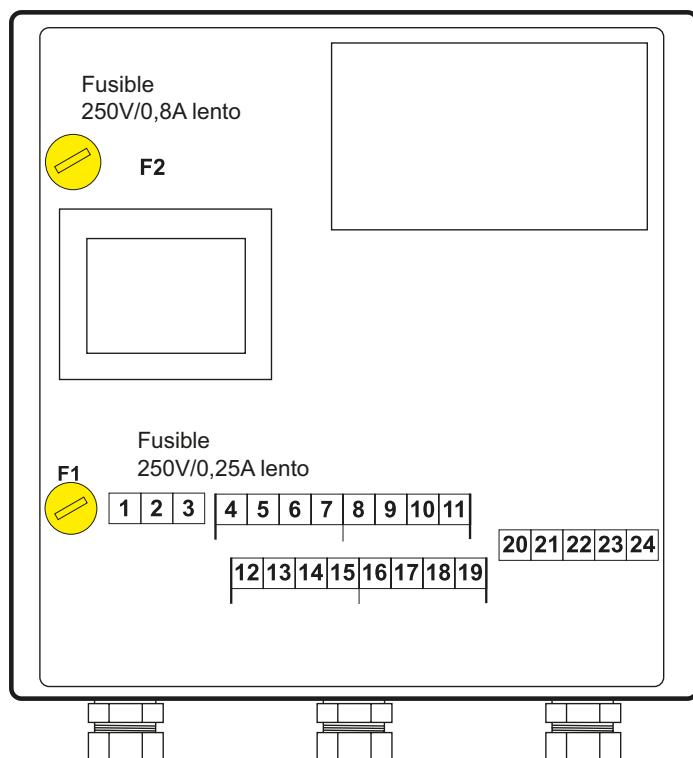 Fusible
250V/0,8A lento
F2
Fusible
250V/0,25A lento
F1
1 2 3 4 5 6 7 8 9 10 11
20 21 22 23 24
12 13 14 15 16 17 18 19